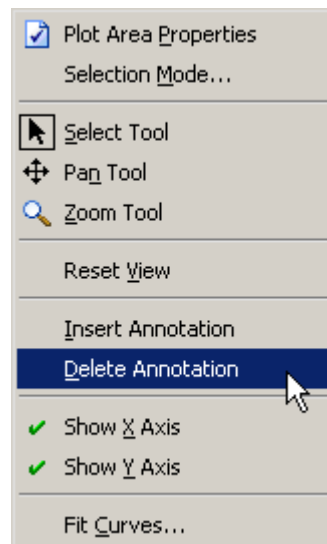 Plot Area Properties
Selection Mode...
Select Tool
Pan Tool
Zoom Tool
Reset View
Insert Annotation
Delete Annotation
Show X Axis
Show Y Axis
Fit Curves...